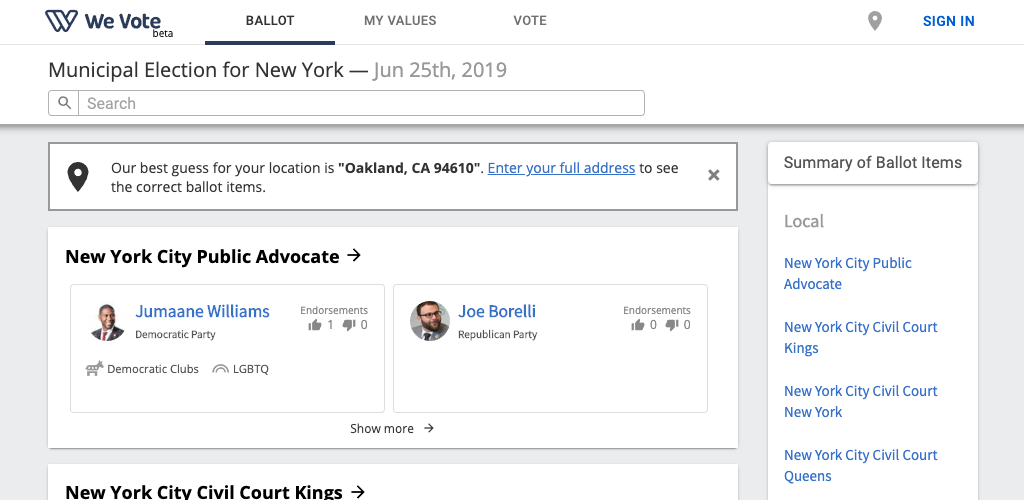 We Vote
beta
BALLOT
MY VALUES
VOTE
SIGN IN
Municipal Election for New York — Jun 25th, 2019
Search
Our best guess for your location is "Oakland, CA 94610". Enter your full address to see
the correct ballot items.
New York City Public Advocate
Jumaane Williams
Democratic Party
Endorsements
1 0
Democratic Clubs LGBTQ
Joe Borelli
Republican Party
Endorsements
0 0
Show more
New York City Civil Court Kings
Summary of Ballot Items
Local
New York City Public
Advocate
New York City Civil Court
Kings
New York City Civil Court
New York
New York City Civil Court
Queens